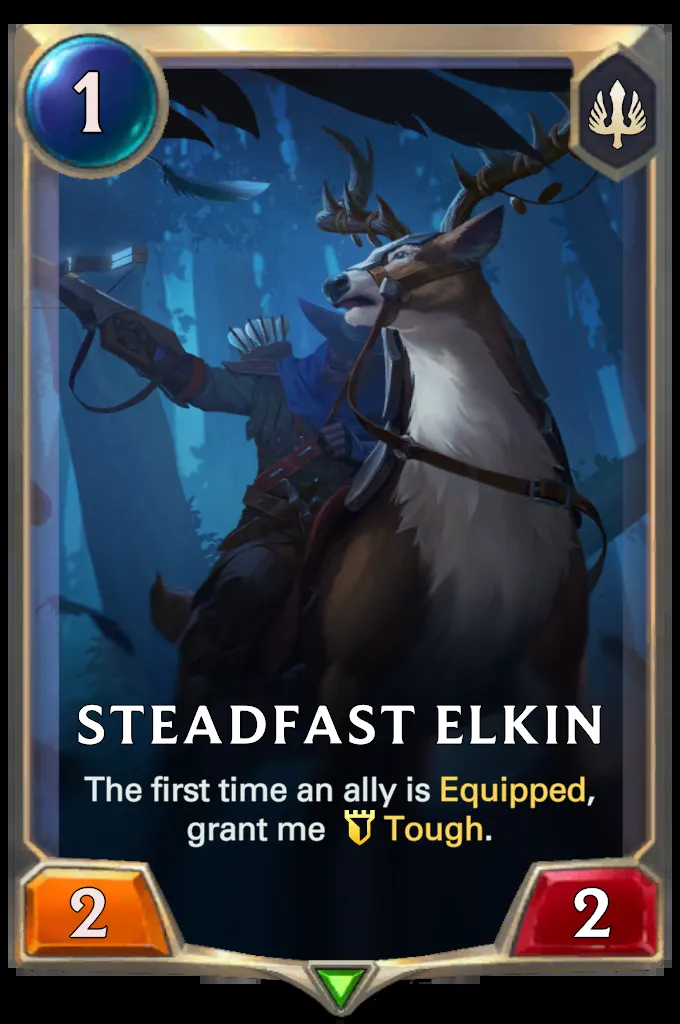 1
STEADFAST ELKIN
The first time an ally is Equipped,
grant me Tough.
2 2